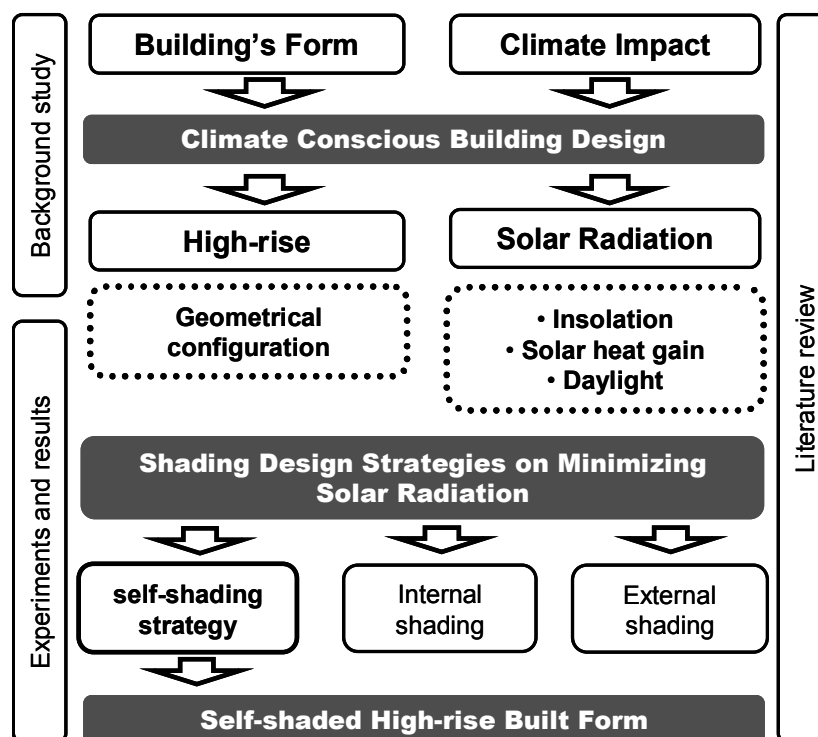 Building's Form
Climate Impact
Background study
Climate Conscious Building Design
High-rise
Solar Radiation
Geometrical
configuration
• Insolation
• Solar heat gain
• Daylight
Literature review
Experiments and results
Shading Design Strategies on Minimizing
Solar Radiation
self-shading
strategy
Internal
shading
External
shading
Self-shaded High-rise Built Form